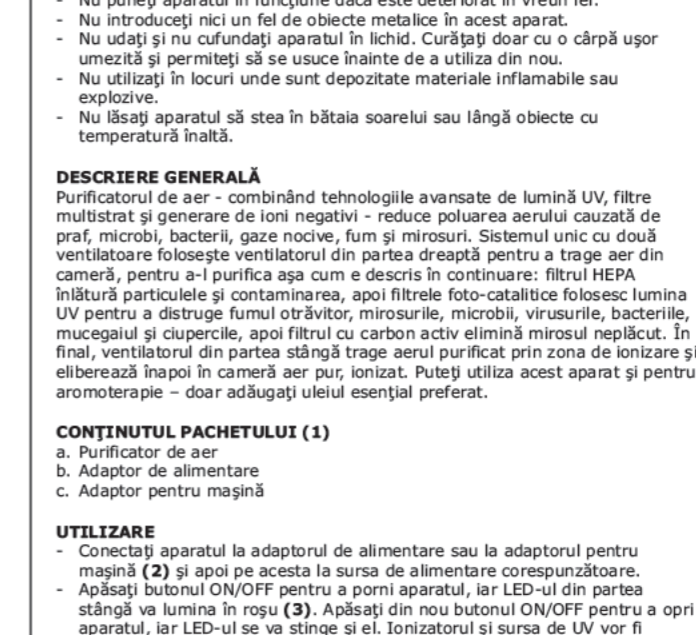 - Nu puneţi aparatul în funcţiune dacă este deteriorat în vreun fel.
- Nu introduceţi nici un fel de obiecte metalice în acest aparat.
- Nu udaţi şi nu cufundaţi aparatul în lichid. Curăţaţi doar cu o cârpă uşor
umezită şi permiteţi să se usuce înainte de a utiliza din nou.
- Nu utilizaţi în locuri unde sunt depozitate materiale inflamabile sau
explozive.
- Nu lăsaţi aparatul să stea în bătaia soarelui sau lângă obiecte cu
temperatură înaltă.
DESCRIERE GENERALĂ
Purificatorul de aer - combinând tehnologiile avansate de lumină UV, filtre
multistrat şi generare de ioni negativi - reduce poluarea aerului cauzată de
praf, microbi, bacterii, gaze nocive, fum şi mirosuri. Sistemul unic cu două
ventilatoare foloseşte ventilatorul din partea dreaptă pentru a trage aer din
cameră, pentru a-l purifica aşa cum e descris în continuare: filtrul HEPA
înlătură particulele şi contaminarea, apoi filtrele foto-catalitice folosesc lumina
UV pentru a distruge fumul otrăvitor, mirosurile, microbii, virusurile, bacteriile,
mucegaiul şi ciupercile, apoi filtrul cu carbon activ elimină mirosul neplăcut. În
final, ventilatorul din partea stângă trage aerul purificat prin zona de ionizare şi
eliberează înapoi în cameră aer pur, ionizat. Puteţi utiliza acest aparat şi pentru
aromoterapie – doar adăugaţi uleiul esenţial preferat.
CONŢINUTUL PACHETULUI (1)
a. Purificator de aer
b. Adaptor de alimentare
c. Adaptor pentru maşină
UTILIZARE
- Conectaţi aparatul la adaptorul de alimentare sau la adaptorul pentru
maşină (2) şi apoi pe acesta la sursa de alimentare corespunzătoare.
- Apăsaţi butonul ON/OFF pentru a porni aparatul, iar LED-ul din partea
stângă va lumina în roşu (3). Apăsaţi din nou butonul ON/OFF pentru a opri
aparatul, iar LED-ul se va stinge şi el. Ionizatorul şi sursa de UV vor fi